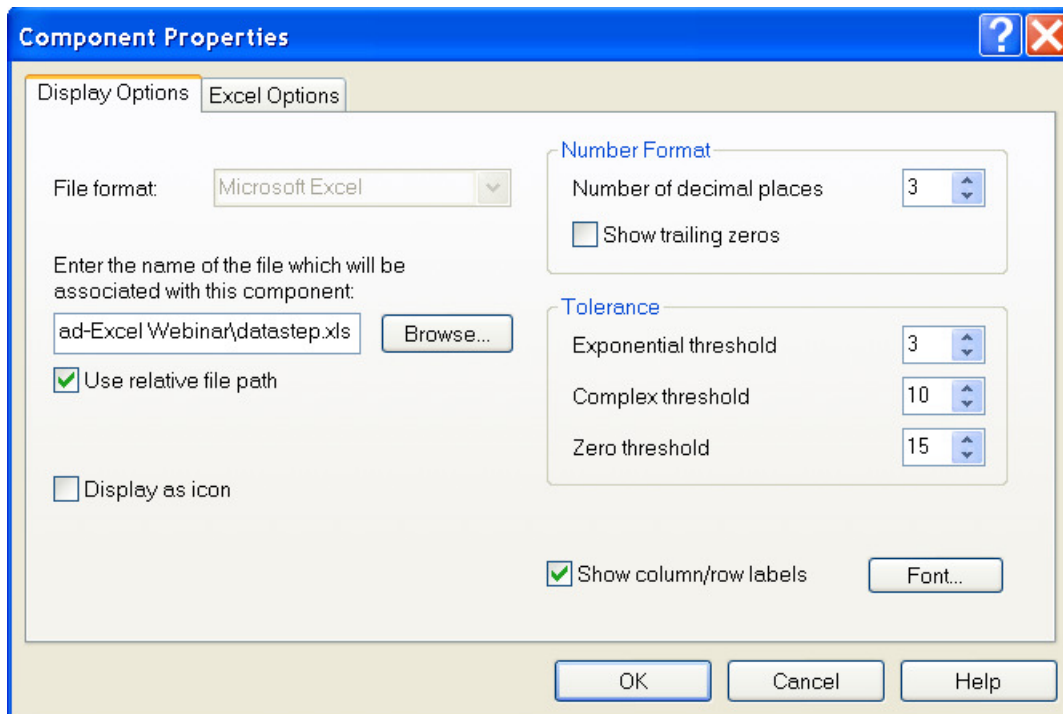 Component Properties
Display Options
Excel Options
File format:
Microsoft Excel
Enter the name of the file which will be
associated with this component:
ad-Excel Webinar\datastep.xls
Browse...
Use relative file path
Display as icon
Number Format
Number of decimal places
3
Show trailing zeros
Tolerance
Exponential threshold
3
Complex threshold
10
Zero threshold
15
Show column/row labels
Font...
OK
Cancel
Help